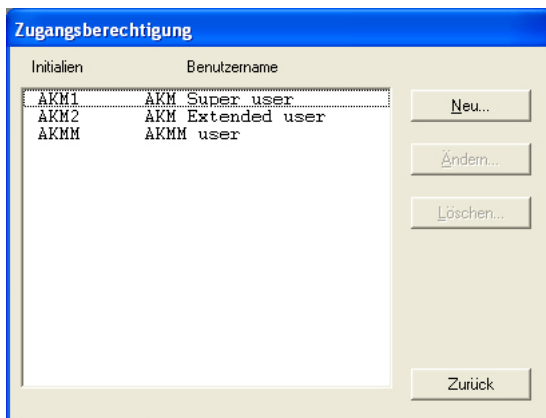 Zugangsberechtigung
Initialien Benutzername
AKM1 AKM Super user
AKM2 AKM Extended user
AKMM AKMM user
Neu...
Ändern...
Löschen...
Zurück